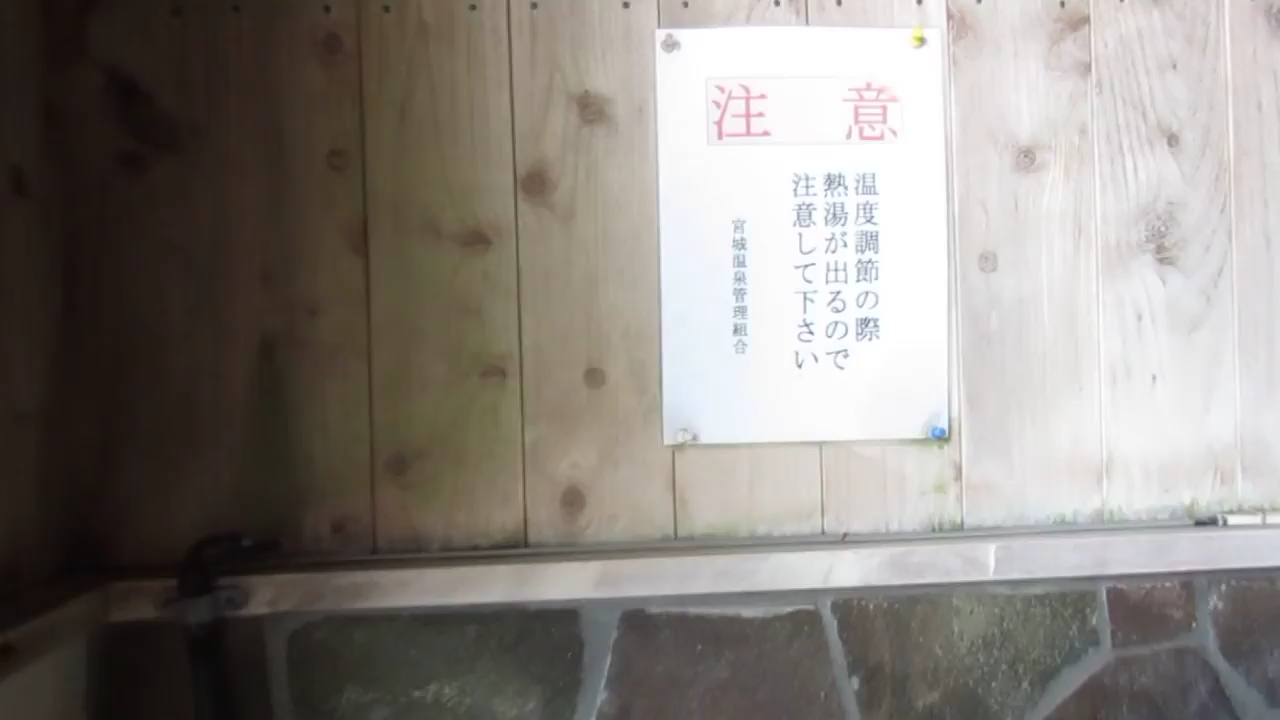 注　意
温度調節の際
熱湯が出るので
注意して下さい
宮城温泉管理組合